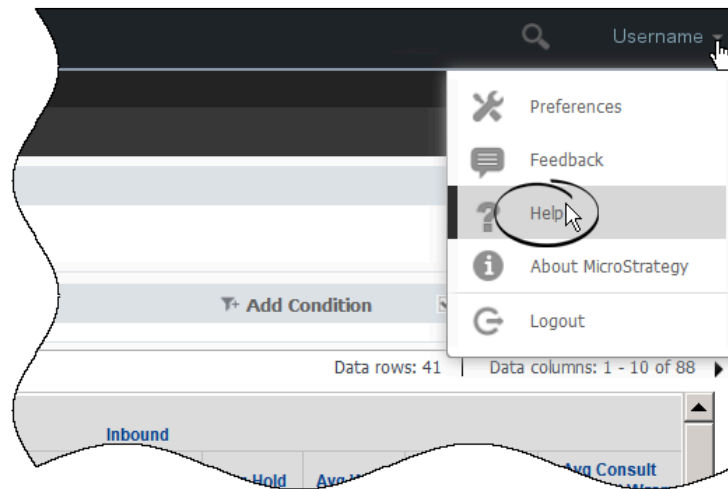 Username
Preferences
Feedback
Help
About MicroStrategy
Add Condition
Logout
Data rows: 41 | Data columns: 1 - 10 of 88
Inbound
Hold
Avg Consult